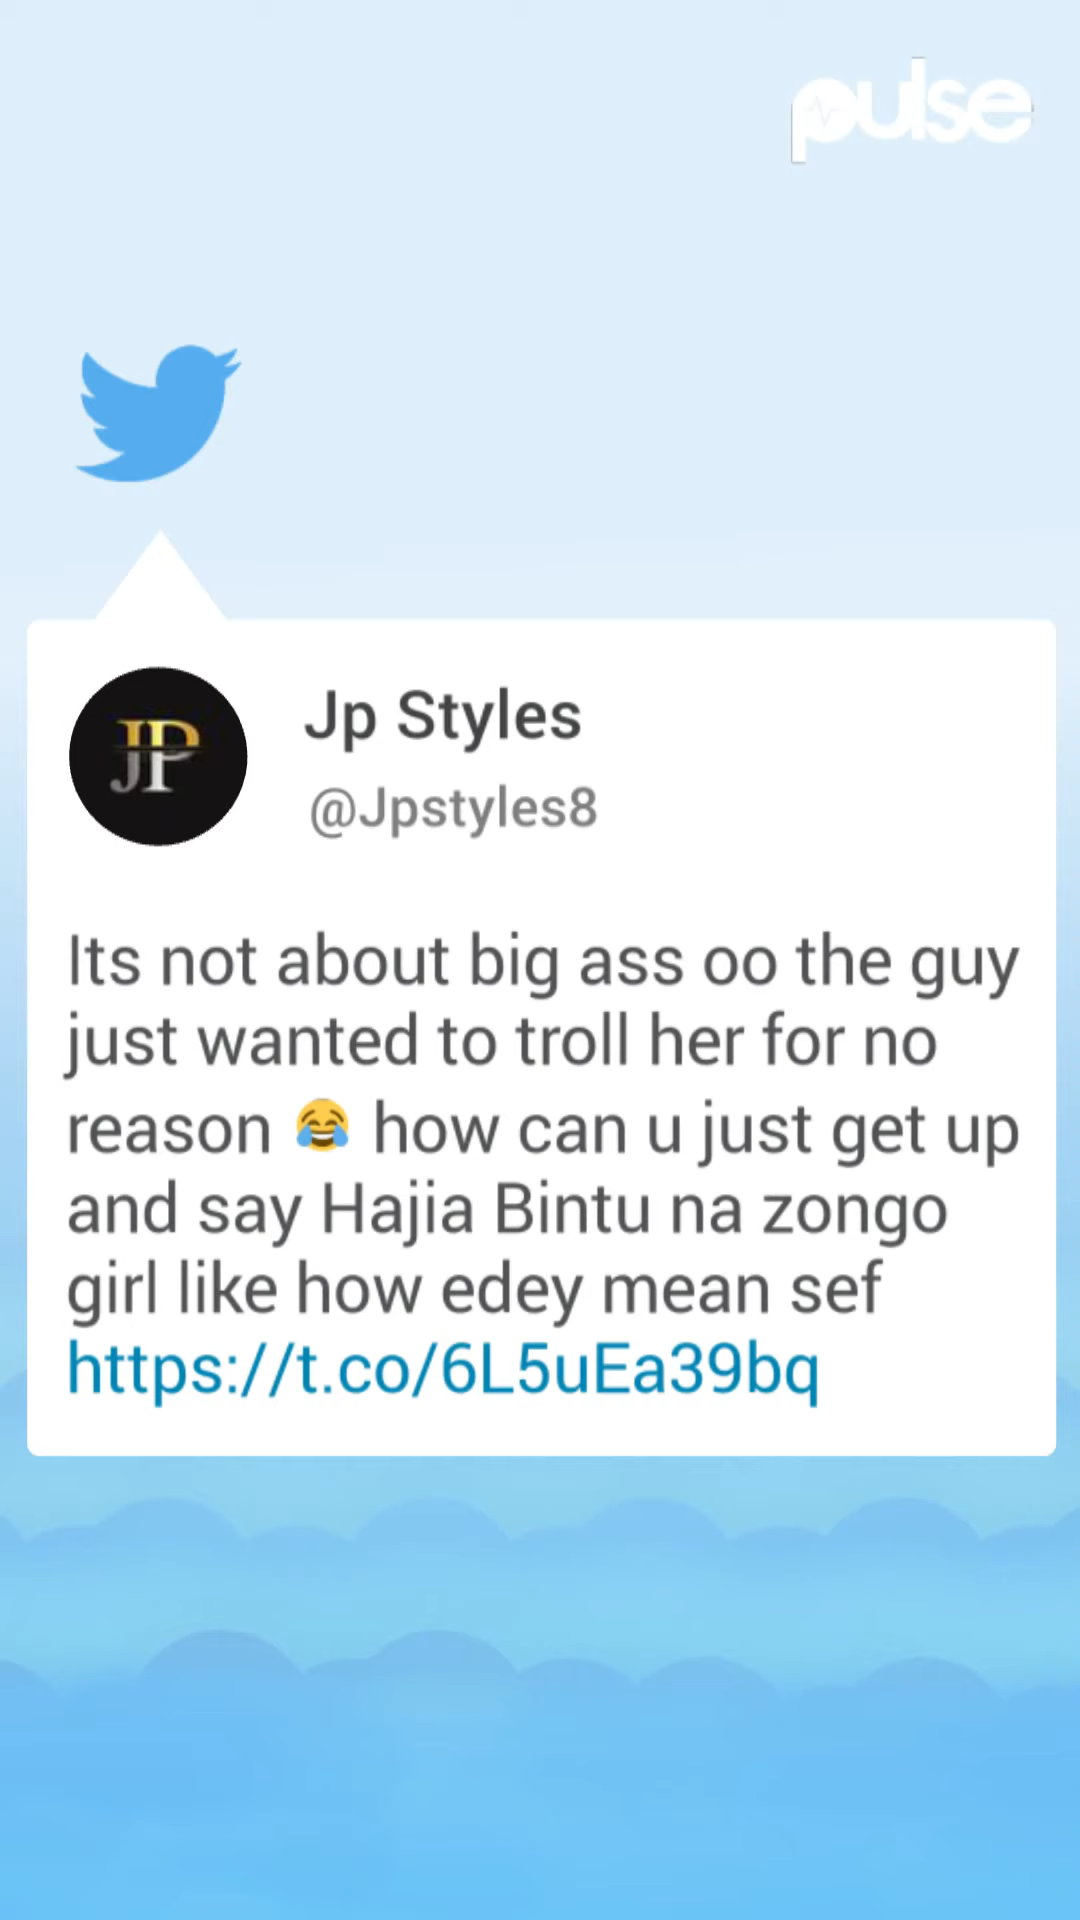 pulse
JP
Jp Styles
@Jpstyles8
Its not about big ass oo the guy
just wanted to troll her for no
reason 😂 how can u just get up
and say Hajia Bintu na zongo
girl like how edey mean sef
https://t.co/6L5uEa39bq